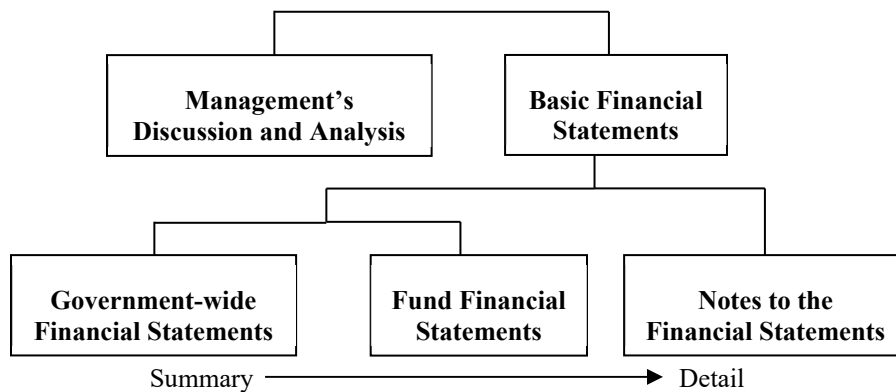 Management’s
Discussion and Analysis
Basic Financial
Statements
Government-wide
Financial Statements
Fund Financial
Statements
Notes to the
Financial Statements
Summary
Detail